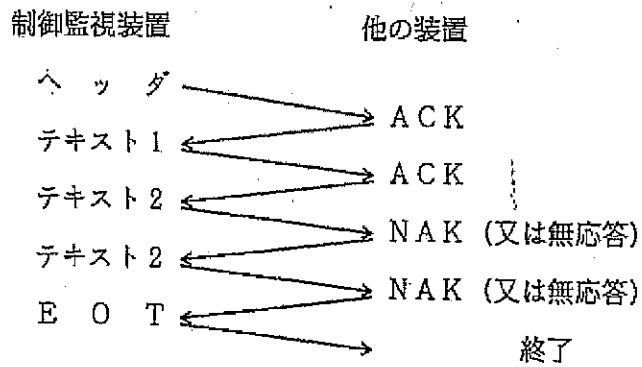 制御監視装置 他の装置
ヘッダ
ACK
テキスト1
ACK
テキスト2
NAK (又は無応答)
テキスト2
NAK (又は無応答)
EOT
終了